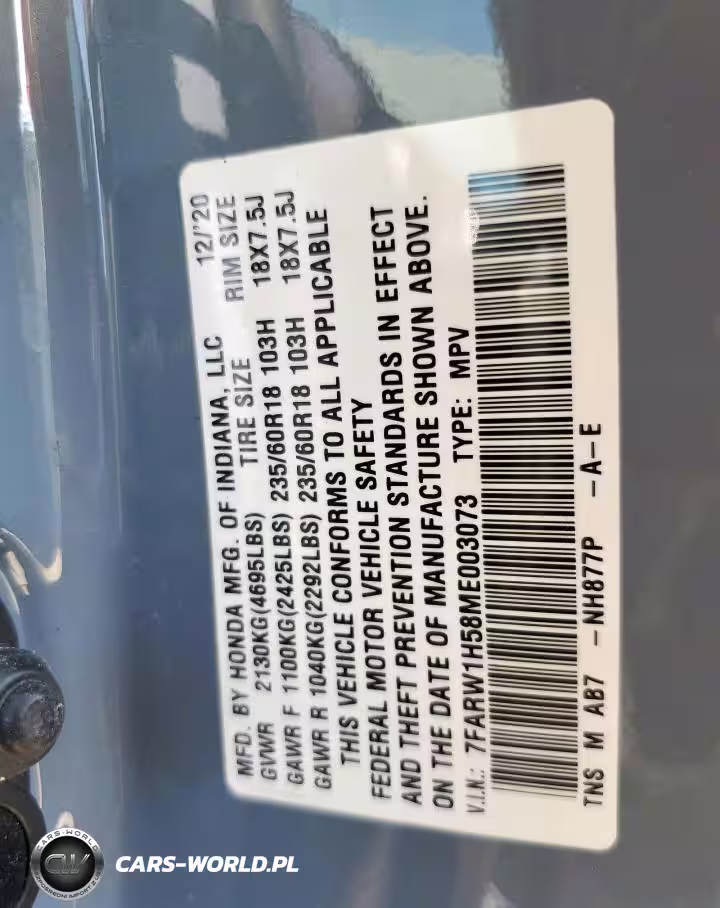 MFD. BY HONDA MFG. OF INDIANA, LLC 12/'20
TIRE SIZE RIM SIZE
GVWR 2130KG(4695LBS)
GAWR F 1100KG(2425LBS) 235/60R18 103H 18X7.5J
GAWR R 1040KG(2292LBS) 235/60R18 103H 18X7.5J
THIS VEHICLE CONFORMS TO ALL APPLICABLE
FEDERAL MOTOR VEHICLE SAFETY
AND THEFT PREVENTION STANDARDS IN EFFECT
ON THE DATE OF MANUFACTURE SHOWN ABOVE.
V.I.N.: 7FARW1H58ME003073 TYPE: MPV
TNS M AB7 -NH877P -A-E
CARS-WORLD
CW
CARS-WORLD.PL